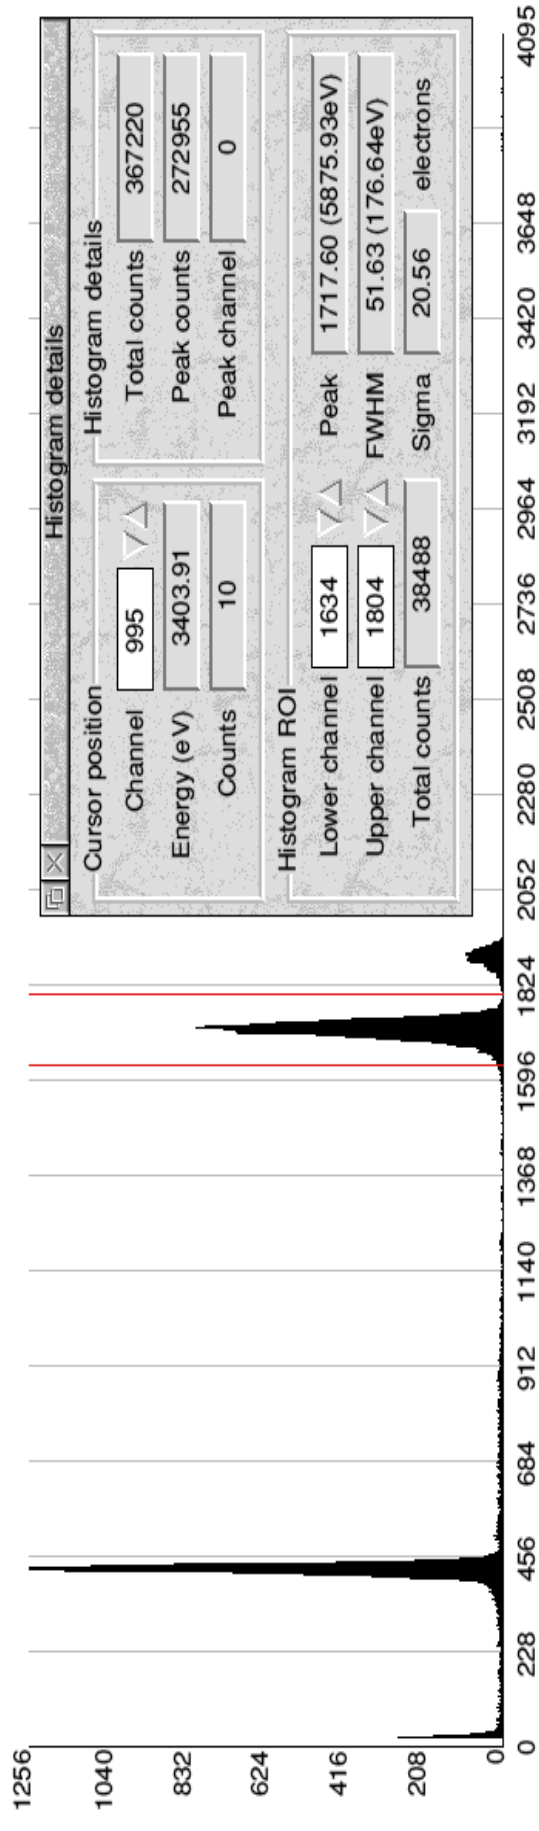 Histogram details
Cursor position
Channel 995
Energy (eV) 3403.91
Counts 10
Histogram details
Total counts 367220
Peak counts 272955
Peak channel 0
Histogram ROI
Lower channel 1634
Upper channel 1804
Total counts 38488
Peak 1717.60 (5875.93eV)
FWHM 51.63 (176.64eV)
Sigma 20.56 electrons
1256
1040
832
624
416
208
0
0 228 456 684 912 1140 1368 1596 1824 2052 2280 2508 2736 2964 3192 3420 3648 4095